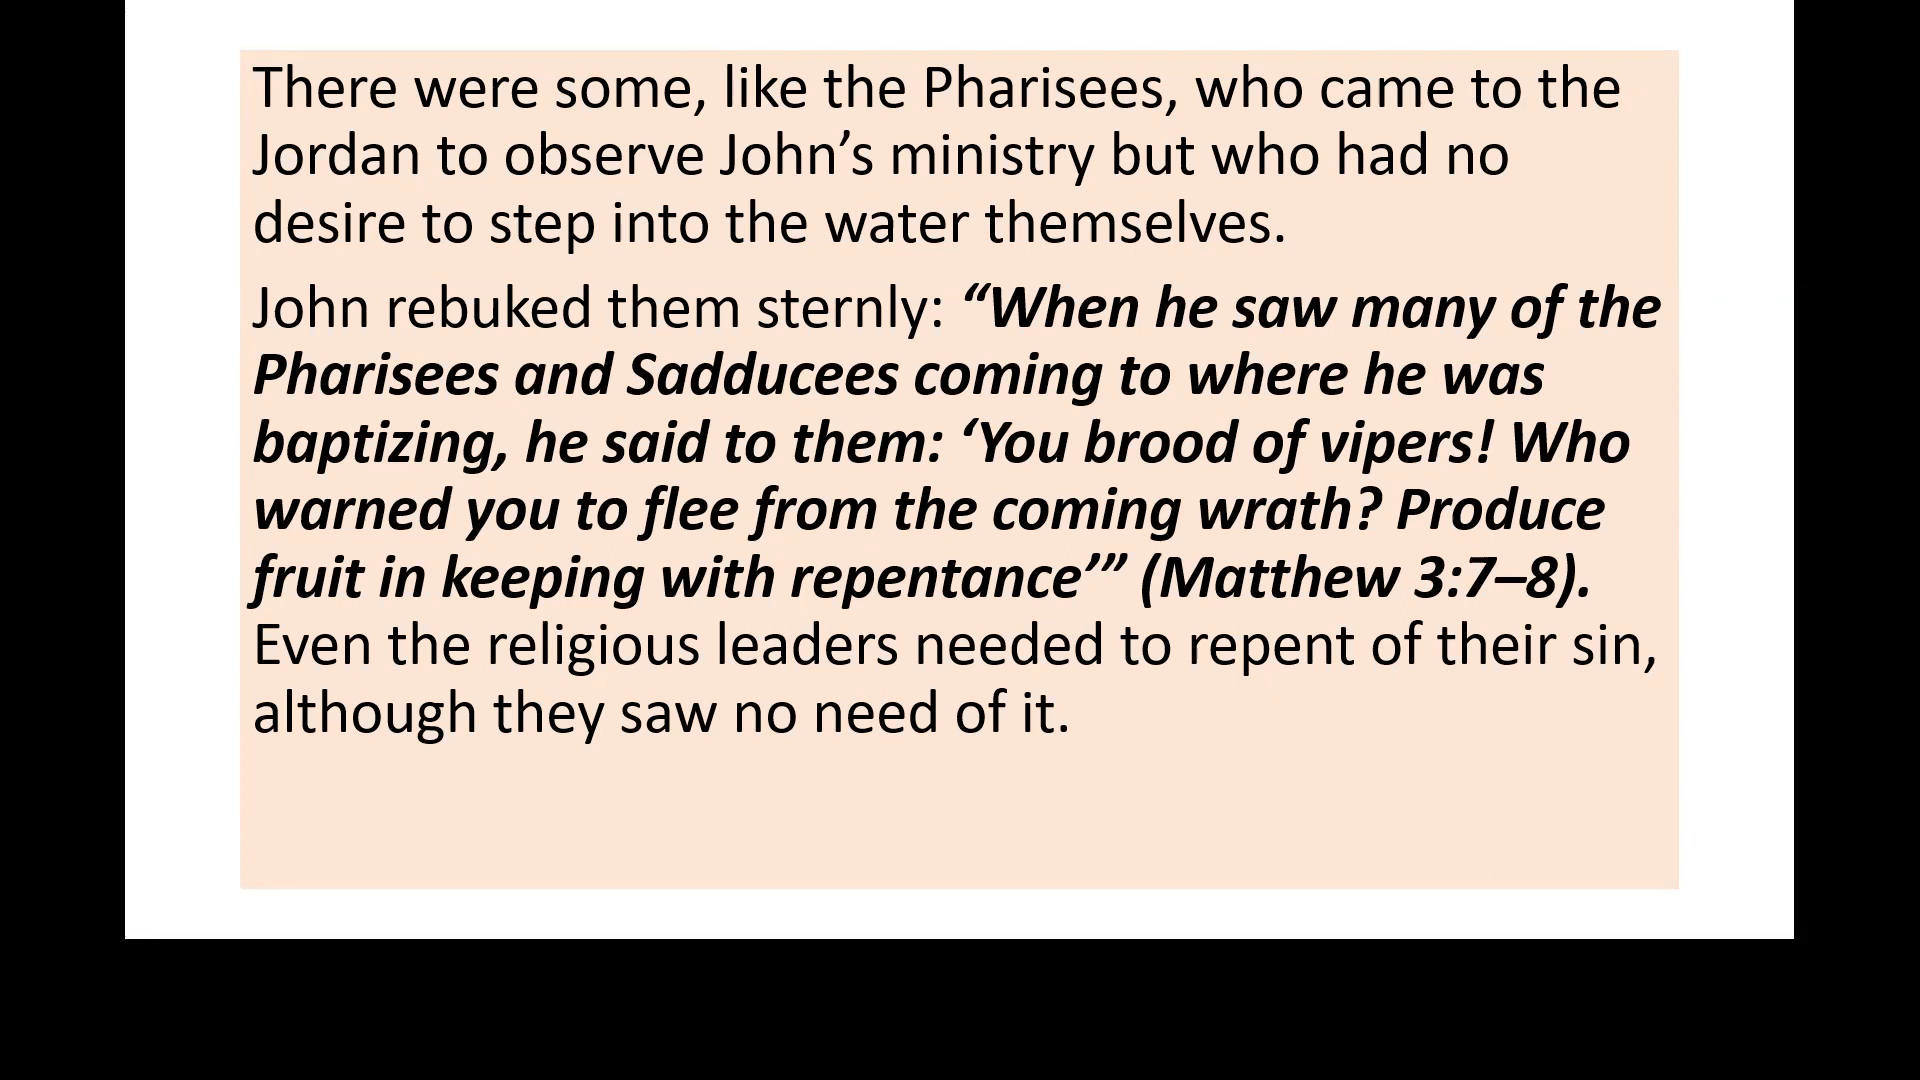 There were some, like the Pharisees, who came to the
Jordan to observe John’s ministry but who had no
desire to step into the water themselves.
John rebuked them sternly: “When he saw many of the
Pharisees and Sadducees coming to where he was
baptizing, he said to them: ‘You brood of vipers! Who
warned you to flee from the coming wrath? Produce
fruit in keeping with repentance’” (Matthew 3:7–8).
Even the religious leaders needed to repent of their sin,
although they saw no need of it.